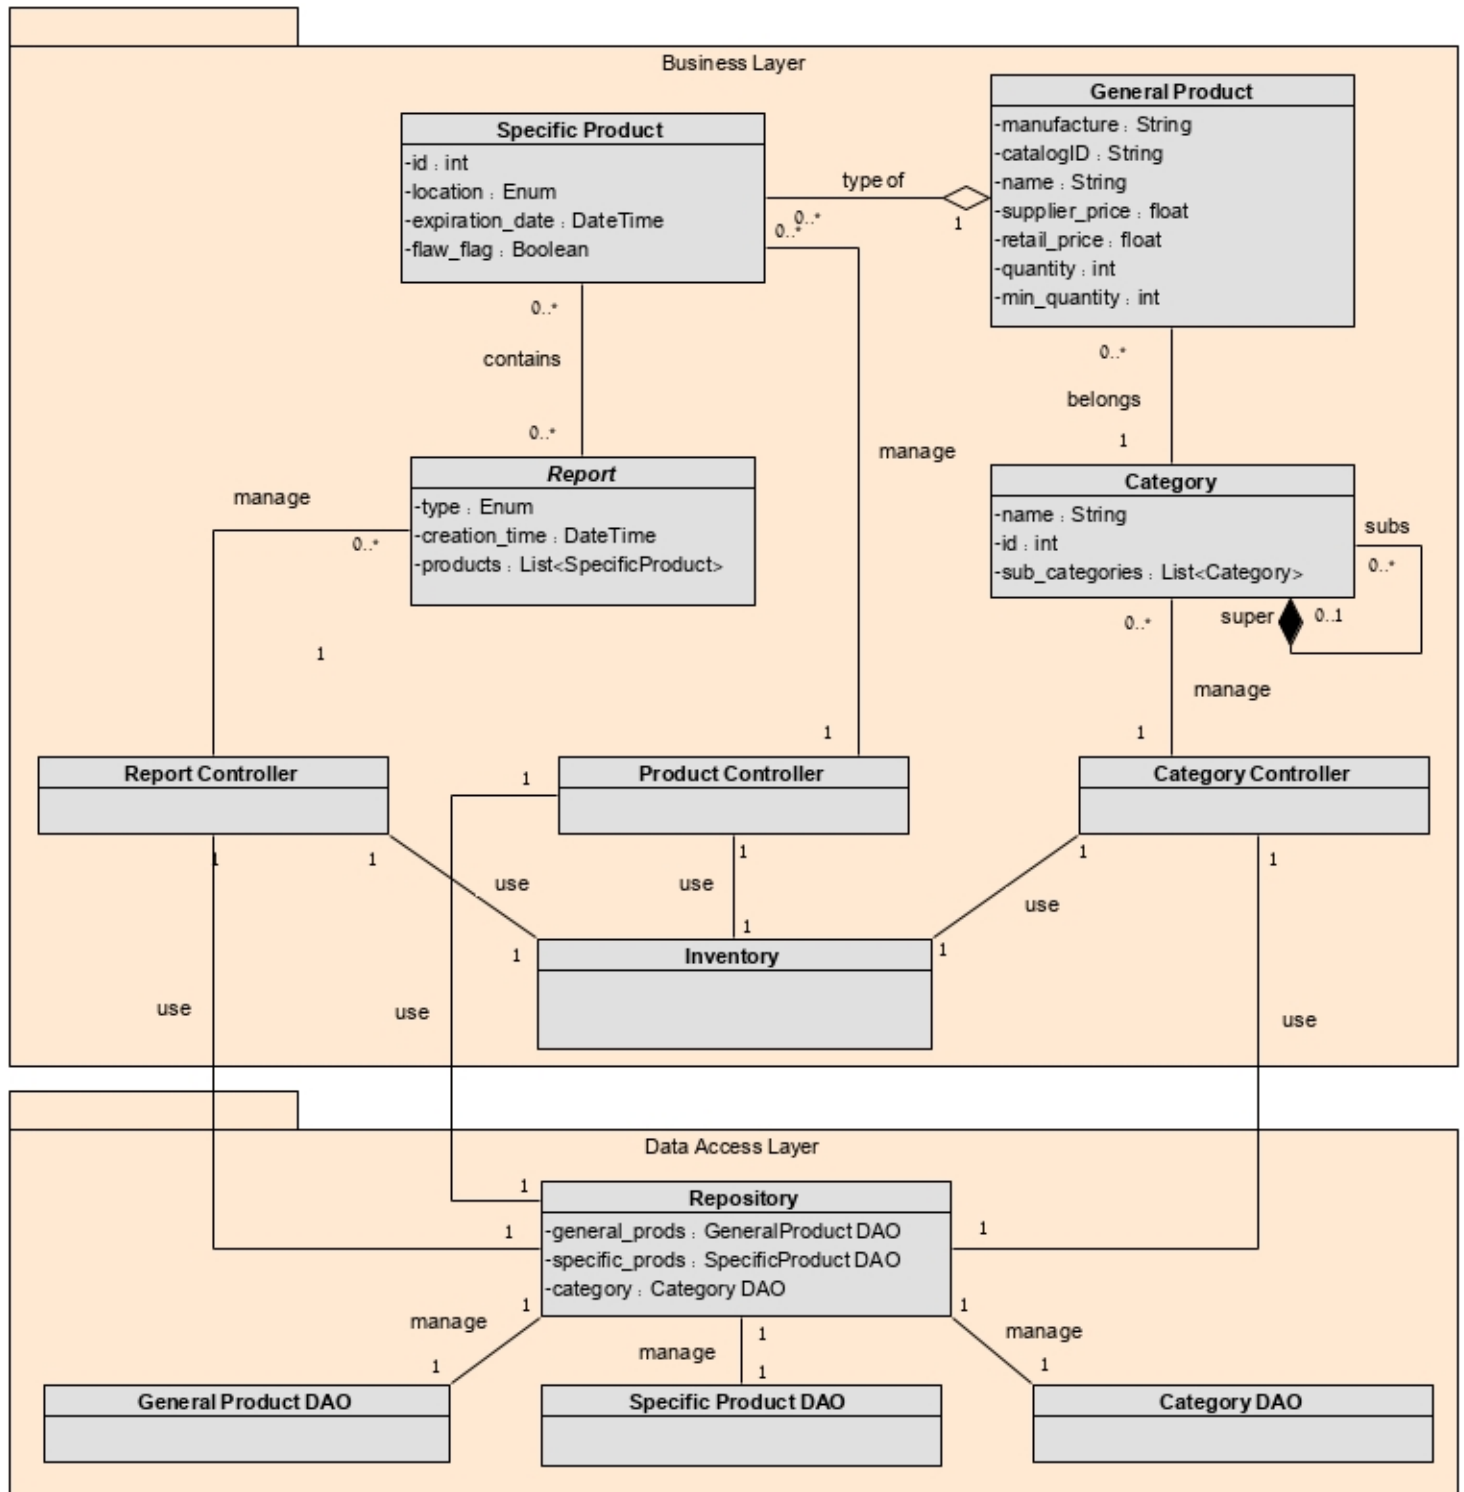 Business Layer
General Product
-manufacture : String
-catalogID : String
-name : String
-supplier_price : float
-retail_price : float
-quantity : int
-min_quantity : int
Specific Product
-id : int
-location : Enum
-expiration_date : DateTime
-flaw_flag : Boolean
type of
0..*
1
0..*
0..*
contains
0..*
0..*
belongs
1
manage
Report
-type : Enum
-creation_time : DateTime
-products : List<SpecificProduct>
manage
0..*
1
Category
-name : String
-id : int
-sub_categories : List<Category>
subs
0..*
super
0..1
0..*
manage
1
1
Report Controller
Product Controller
Category Controller
1
1
1
1
1
1
use
use
use
1
1
1
Inventory
use
use
use
Data Access Layer
1
1
1
Repository
-general_prods : GeneralProduct DAO
-specific_prods : SpecificProduct DAO
-category : Category DAO
1
manage
1
1
manage
1
1
manage
1
General Product DAO
Specific Product DAO
Category DAO